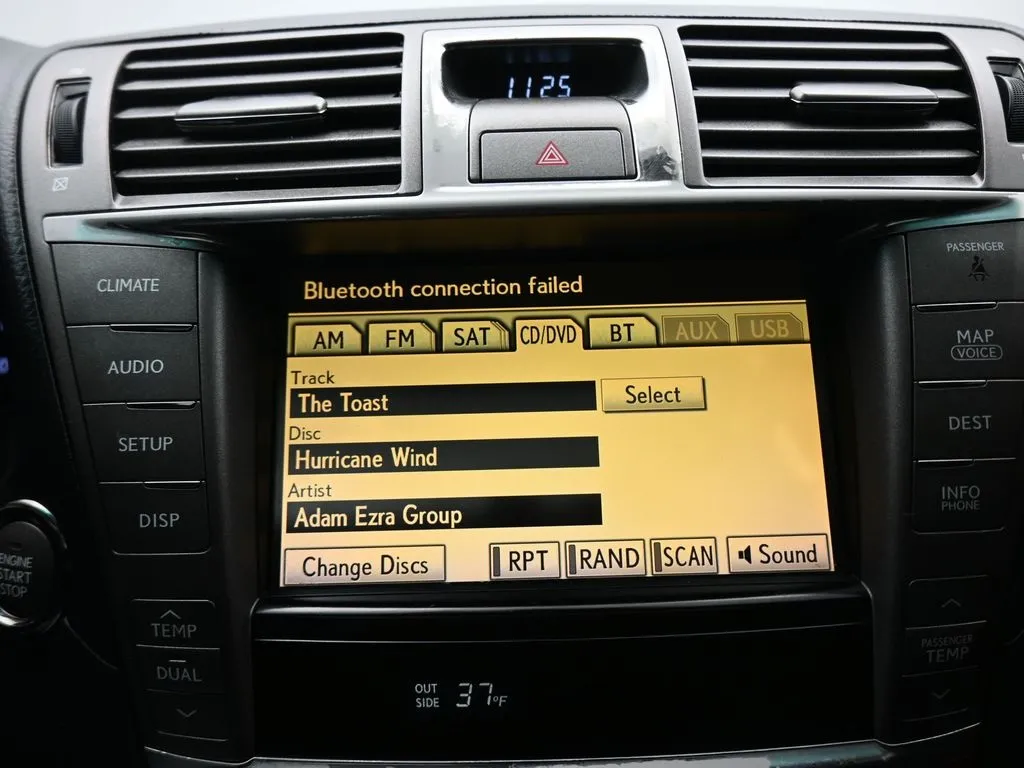 1125
CLIMATE
AUDIO
SETUP
DISP
ENGINE
START
STOP
TEMP
DUAL
Bluetooth connection failed
AM FM SAT CD/DVD BT AUX USB
Track
The Toast Select
Disc
Hurricane Wind
Artist
Adam Ezra Group
Change Discs RPT RAND SCAN Sound
OUT
SIDE 37°F
PASSENGER
MAP
VOICE
DEST
INFO
PHONE
PASSENGER
TEMP